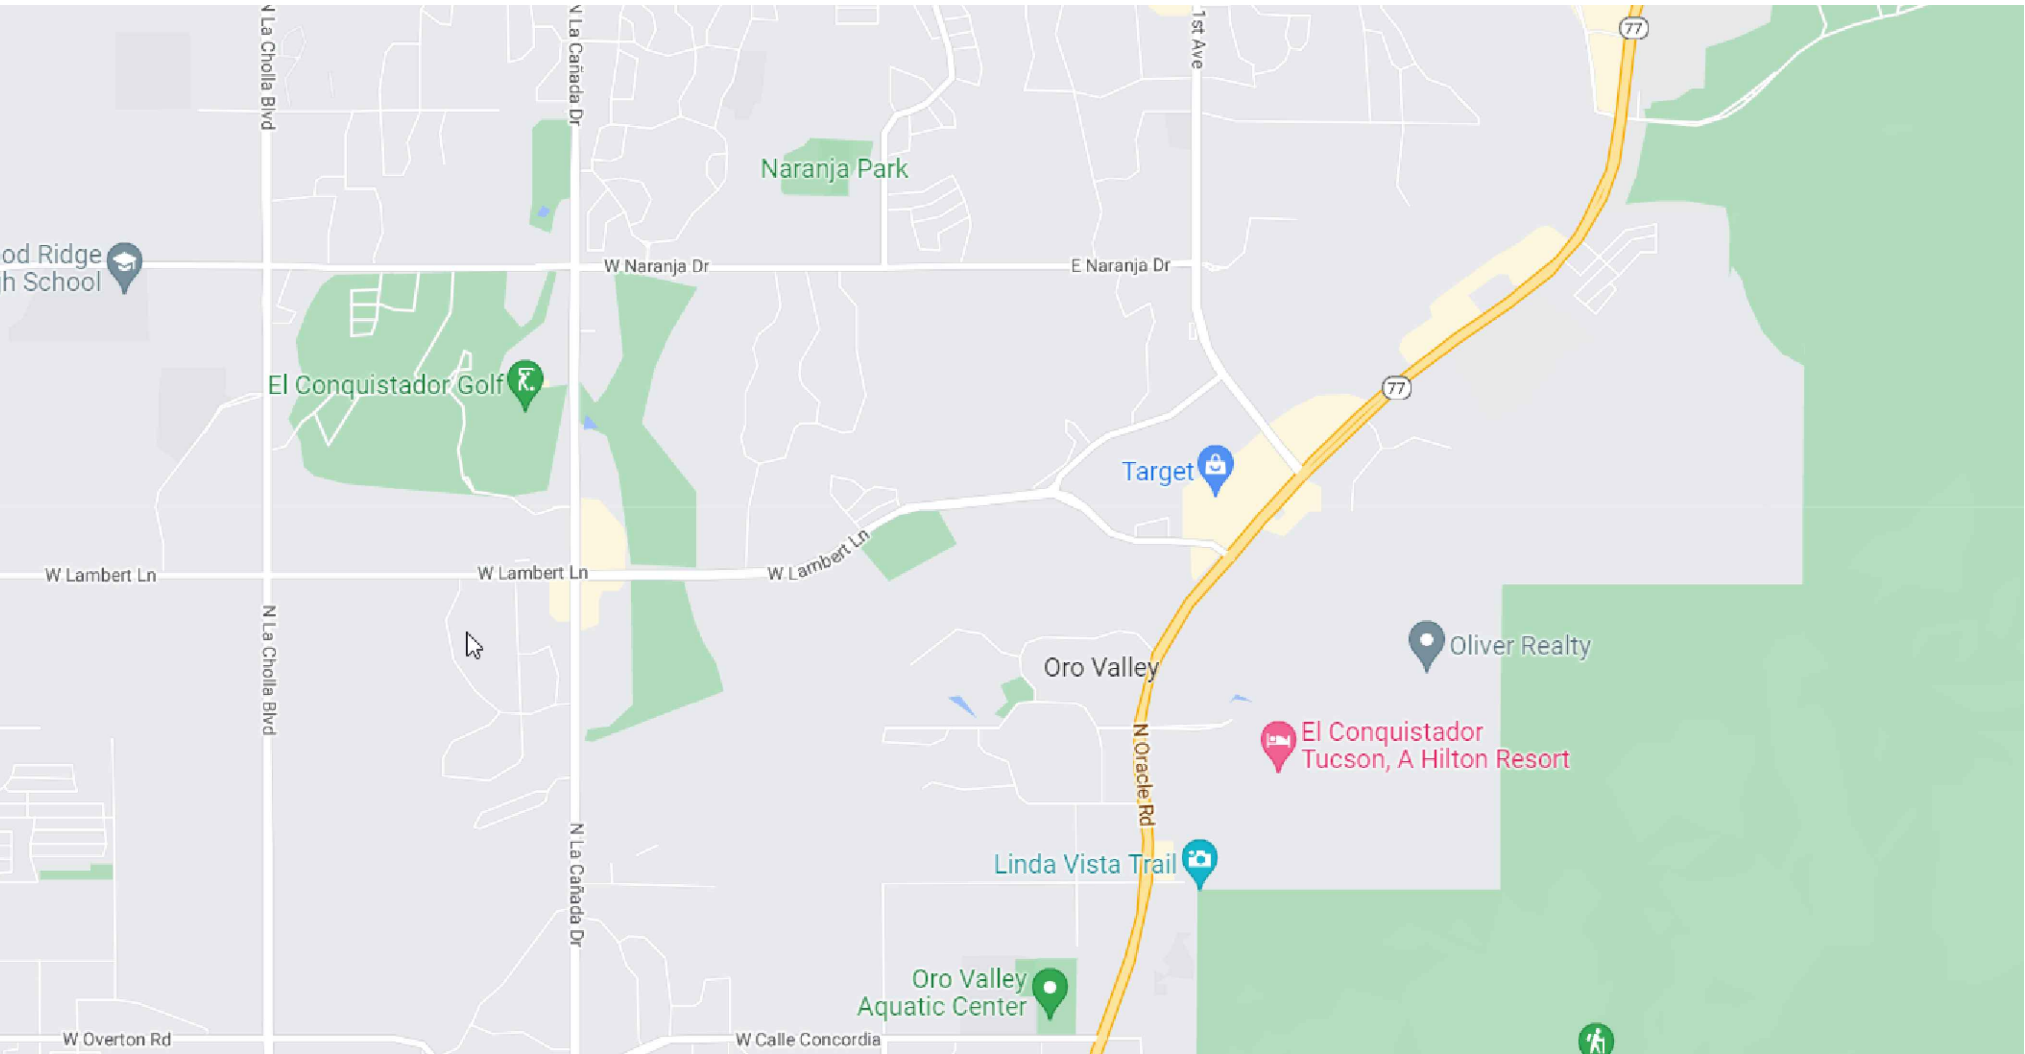 N La Cholla Blvd
N La Cañada Dr
1st Ave
77
Naranja Park
od Ridge
h School
W Naranja Dr
E Naranja Dr
El Conquistador Golf
77
Target
W Lambert Ln
W Lambert Ln
W Lambert Ln
N La Cholla Blvd
Oro Valley
Oliver Realty
N Oracle Rd
El Conquistador
Tucson, A Hilton Resort
N La Cañada Dr
Linda Vista Trail
Oro Valley
Aquatic Center
W Overton Rd
W Calle Concordia